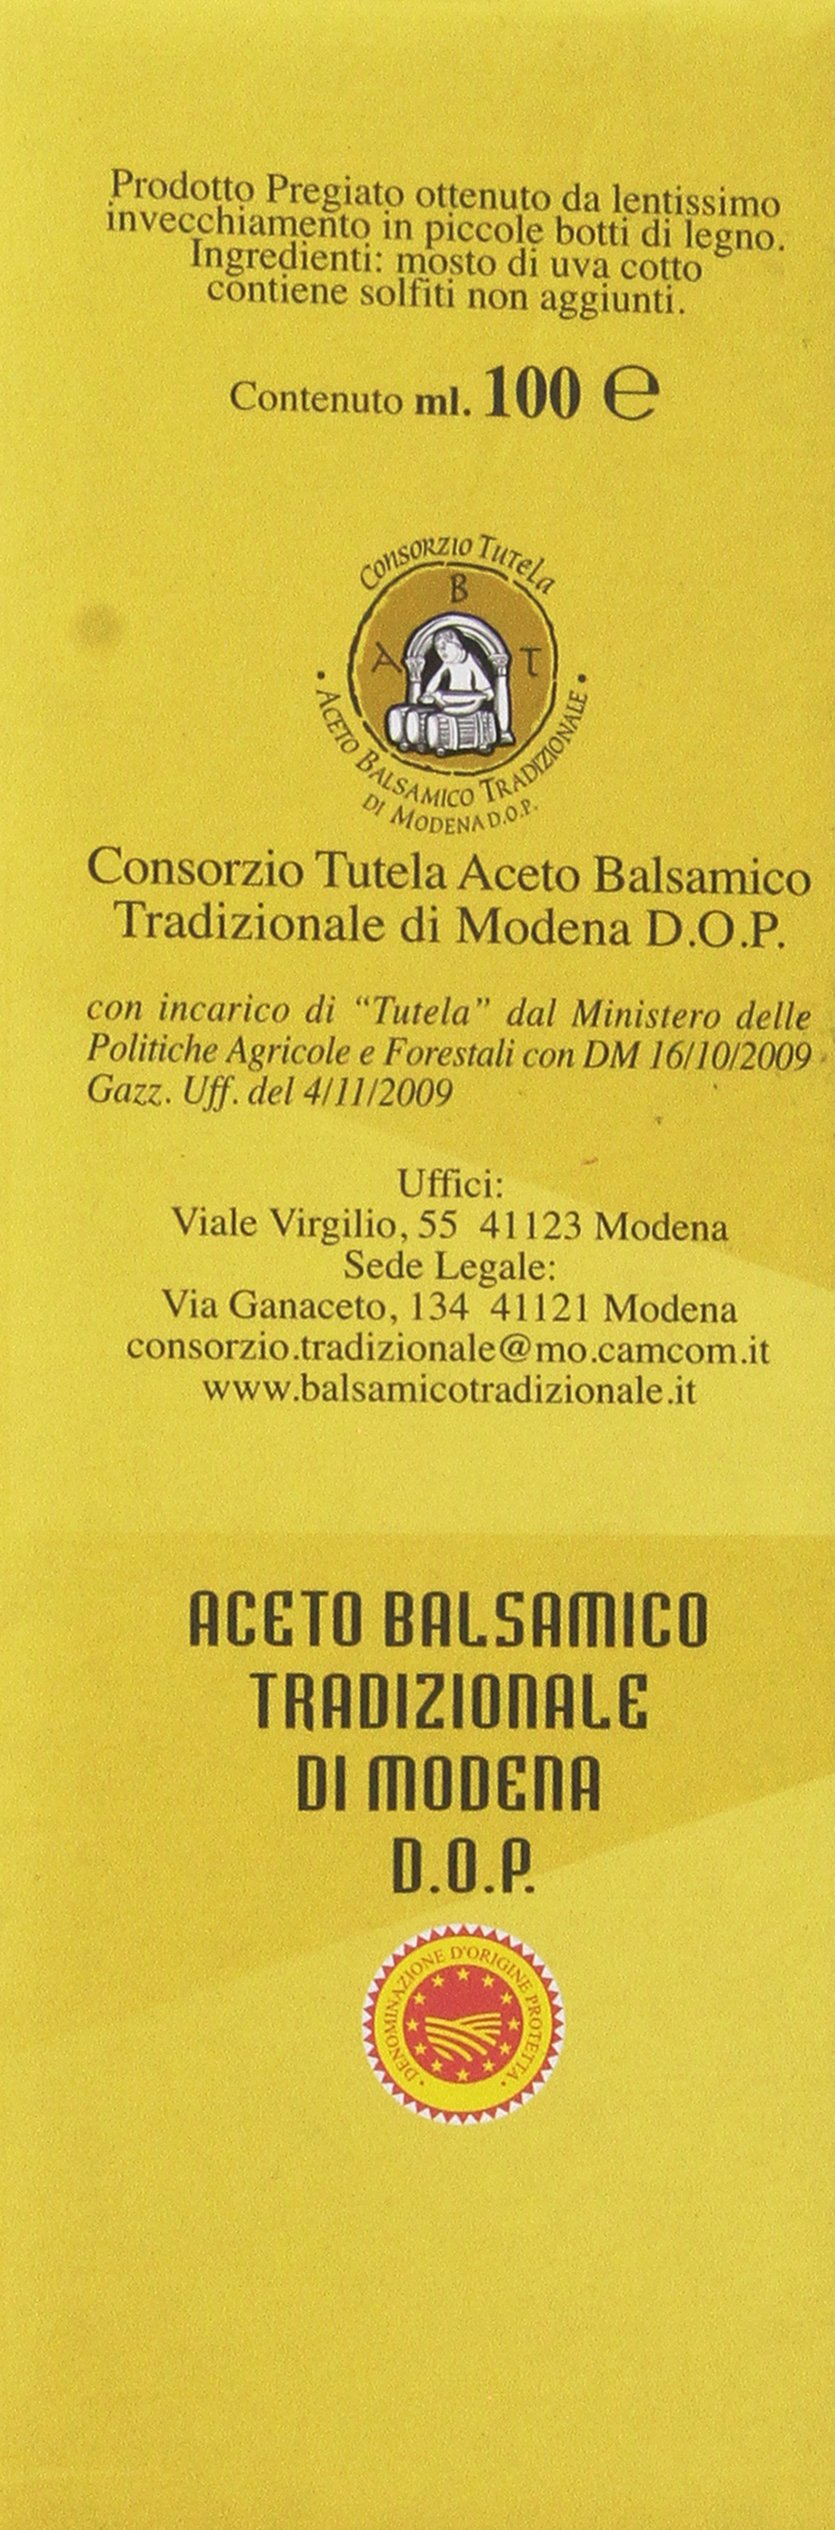 Prodotto Pregiato ottenuto da lentissimo
invecchiamento in piccole botti di legno.
Ingredienti: mosto di uva cotto
contiene solfiti non aggiunti.
Contenuto ml. 100 ℮
Consorzio Tutela
B
A T
• Aceto Balsamico Tradizionale •
di Modena D.O.P.
Consorzio Tutela Aceto Balsamico
Tradizionale di Modena D.O.P.
con incarico di “Tutela” dal Ministero delle
Politiche Agricole e Forestali con DM 16/10/2009
Gazz. Uff. del 4/11/2009
Uffici:
Viale Virgilio, 55 41123 Modena
Sede Legale:
Via Ganaceto, 134 41121 Modena
consorzio.tradizionale@mo.camcom.it
www.balsamicotradizionale.it
ACETO BALSAMICO
TRADIZIONALE
DI MODENA
D.O.P.
• DENOMINAZIONE D'ORIGINE PROTETTA •